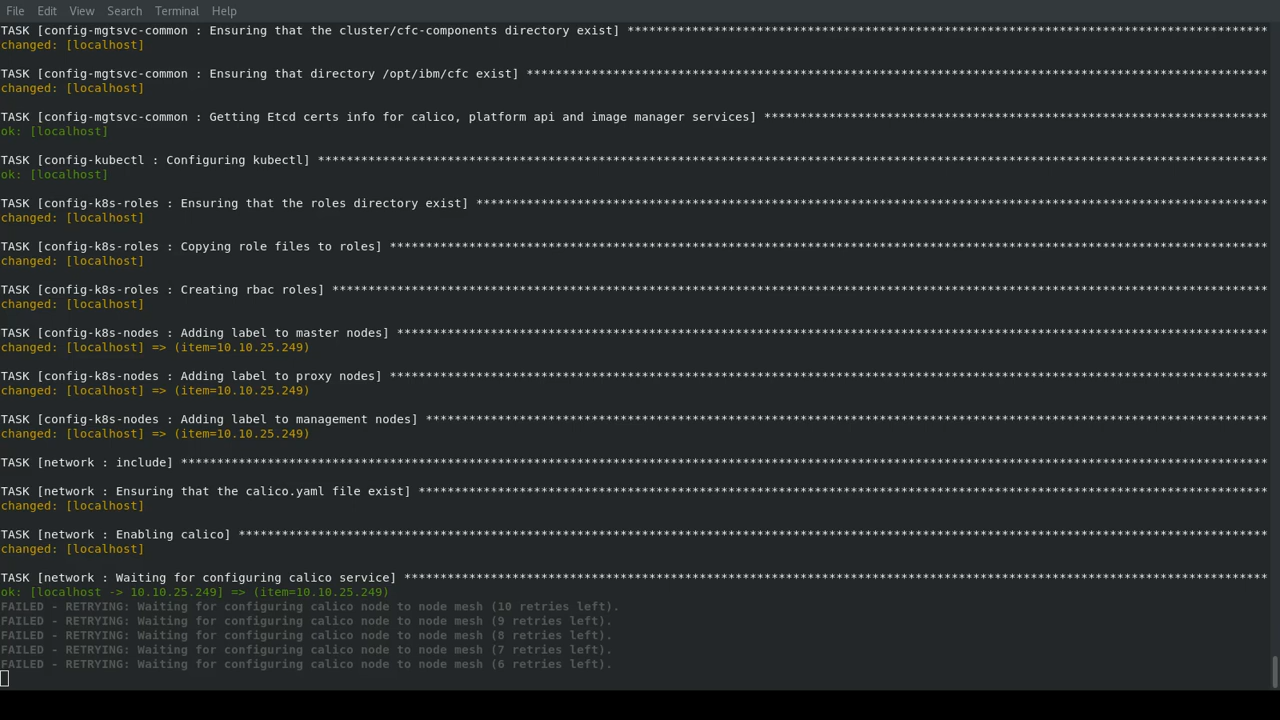 File Edit View Search Terminal Help
TASK [config-mgtsvc-common : Ensuring that the cluster/cfc-components directory exist] *****************************************************************************************
changed: [localhost]
TASK [config-mgtsvc-common : Ensuring that directory /opt/ibm/cfc exist] *******************************************************************************************************
changed: [localhost]
TASK [config-mgtsvc-common : Getting Etcd certs info for calico, platform api and image manager services] **********************************************************************
ok: [localhost]
TASK [config-kubectl : Configuring kubectl] ************************************************************************************************************************************
ok: [localhost]
TASK [config-k8s-roles : Ensuring that the roles directory exist] **************************************************************************************************************
changed: [localhost]
TASK [config-k8s-roles : Copying role files to roles] **************************************************************************************************************************
changed: [localhost]
TASK [config-k8s-roles : Creating rbac roles] **********************************************************************************************************************************
changed: [localhost]
TASK [config-k8s-nodes : Adding label to master nodes] *************************************************************************************************************************
changed: [localhost] => (item=10.10.25.249)
TASK [config-k8s-nodes : Adding label to proxy nodes] **************************************************************************************************************************
changed: [localhost] => (item=10.10.25.249)
TASK [config-k8s-nodes : Adding label to management nodes] *********************************************************************************************************************
changed: [localhost] => (item=10.10.25.249)
TASK [network : include] *******************************************************************************************************************************************************
TASK [network : Ensuring that the calico.yaml file exist] **********************************************************************************************************************
changed: [localhost]
TASK [network : Enabling calico] ***********************************************************************************************************************************************
changed: [localhost]
TASK [network : Waiting for configuring calico service] ************************************************************************************************************************
ok: [localhost -> 10.10.25.249] => (item=10.10.25.249)
FAILED - RETRYING: Waiting for configuring calico node to node mesh (10 retries left).
FAILED - RETRYING: Waiting for configuring calico node to node mesh (9 retries left).
FAILED - RETRYING: Waiting for configuring calico node to node mesh (8 retries left).
FAILED - RETRYING: Waiting for configuring calico node to node mesh (7 retries left).
FAILED - RETRYING: Waiting for configuring calico node to node mesh (6 retries left).